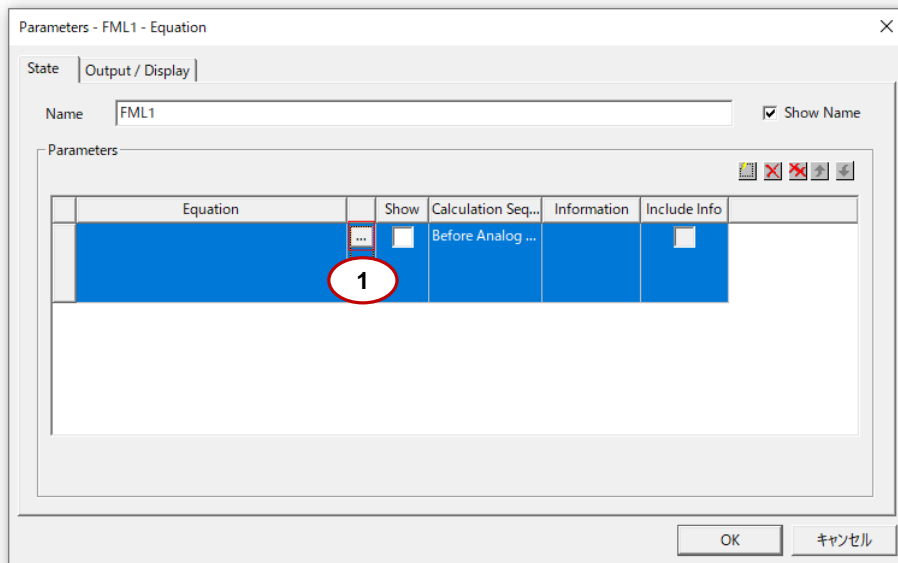 Parameters - FML1 - Equation
State Output / Display
Name FML1 Show Name
Parameters
Equation Show Calculation Seq... Information Include Info
... Before Analog ...
1
OK キャンセル